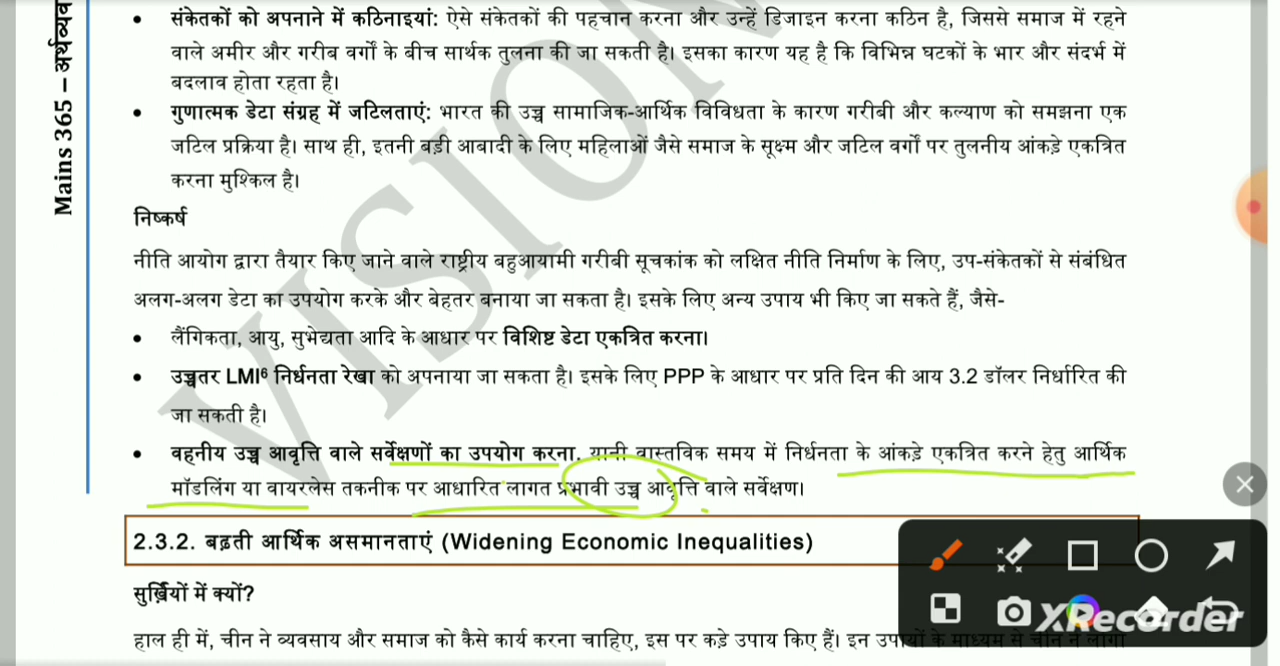 Mains 365 – अर्थव्यव
संकेतकों को अपनाने में कठिनाइयां: ऐसे संकेतकों की पहचान करना और उन्हें डिजाइन करना कठिन है, जिससे समाज में रहने
वाले अमीर और गरीब वर्गों के बीच सार्थक तुलना की जा सकती है। इसका कारण यह है कि विभिन्न घटकों के भार और संदर्भ में
बदलाव होता रहता है।
गुणात्मक डेटा संग्रह में जटिलताएं: भारत की उच्च सामाजिक-आर्थिक विविधता के कारण गरीबी और कल्याण को समझना एक
जटिल प्रक्रिया है। साथ ही, इतनी बड़ी आबादी के लिए महिलाओं जैसे समाज के सूक्ष्म और जटिल वर्गों पर तुलनीय आंकड़े एकत्रित
करना मुश्किल है।
निष्कर्ष
नीति आयोग द्वारा तैयार किए जाने वाले राष्ट्रीय बहुआयामी गरीबी सूचकांक को लक्षित नीति निर्माण के लिए, उप-संकेतकों से संबंधित
अलग-अलग डेटा का उपयोग करके और बेहतर बनाया जा सकता है। इसके लिए अन्य उपाय भी किए जा सकते हैं, जैसे-
लैंगिकता, आयु, सुभेद्यता आदि के आधार पर विशिष्ट डेटा एकत्रित करना।
उच्चतर LMI⁶ निर्धनता रेखा को अपनाया जा सकता है। इसके लिए PPP के आधार पर प्रति दिन की आय 3.2 डॉलर निर्धारित की
जा सकती है।
वहनीय उच्च आवृत्ति वाले सर्वेक्षणों का उपयोग करना, यानी वास्तविक समय में निर्धनता के आंकड़े एकत्रित करने हेतु आर्थिक
मॉडलिंग या वायरलेस तकनीक पर आधारित लागत प्रभावी उच्च आवृत्ति वाले सर्वेक्षण।
2.3.2. बढ़ती आर्थिक असमानताएं (Widening Economic Inequalities)
सुर्ख़ियों में क्यों?
हाल ही में, चीन ने व्यवसाय और समाज को कैसे कार्य करना चाहिए, इस पर कड़े उपाय किए हैं। इन उपायों के माध्यम से चीन ने लागा
VISION
XRecorder